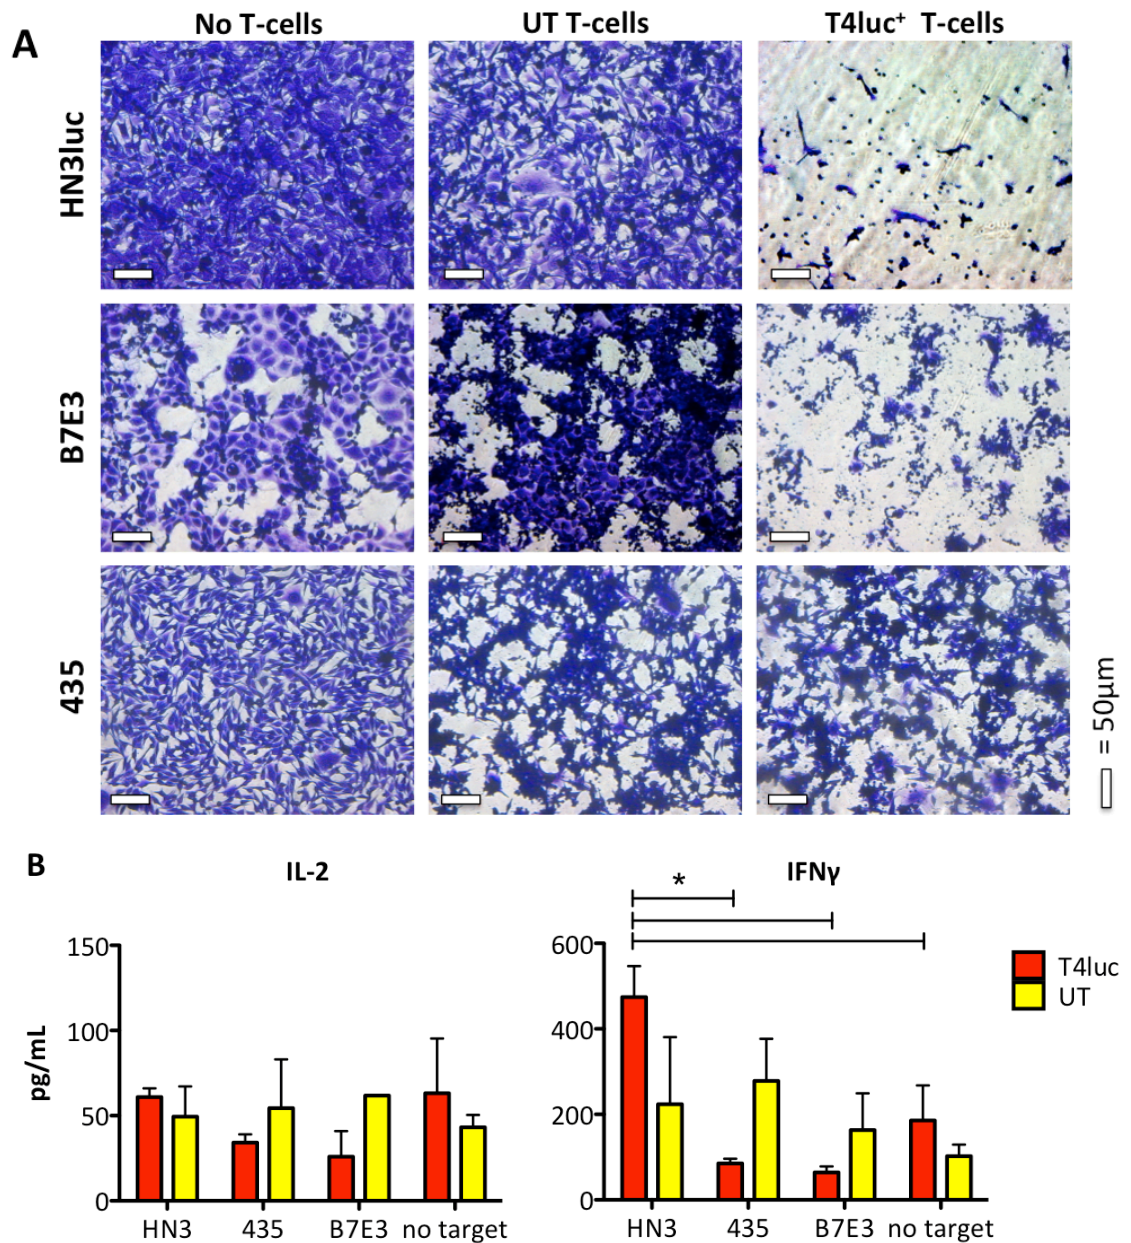 A
No T-cells
UT T-cells
T4luc⁺ T-cells
HN3luc
B7E3
435
= 50μm
B
IL-2
IFNγ
*
pg/mL
150
100
50
0
HN3
435
B7E3
no target
600
400
200
0
HN3
435
B7E3
no target
T4luc
UT